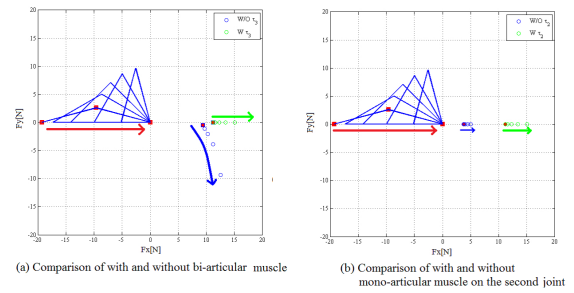 20
15
10
5
0
-5
-10
-15
-20
Fy[N]
-20 -15 -10 -5 0 5 10 15 20
Fx[N]
W/O τ3
W τ3
(a) Comparison of with and without bi-articular muscle
20
15
10
5
0
-5
-10
-15
-20
Fy[N]
-20 -15 -10 -5 0 5 10 15 20
Fx[N]
W/O τ2
W τ2
(b) Comparison of with and without
mono-articular muscle on the second joint